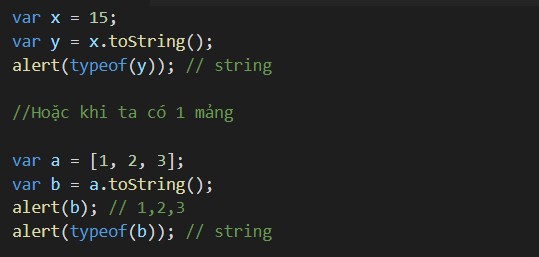 var x = 15;
var y = x.toString();
alert(typeof(y)); // string
//Hoặc khi ta có 1 mảng
var a = [1, 2, 3];
var b = a.toString();
alert(b); // 1,2,3
alert(typeof(b)); // string